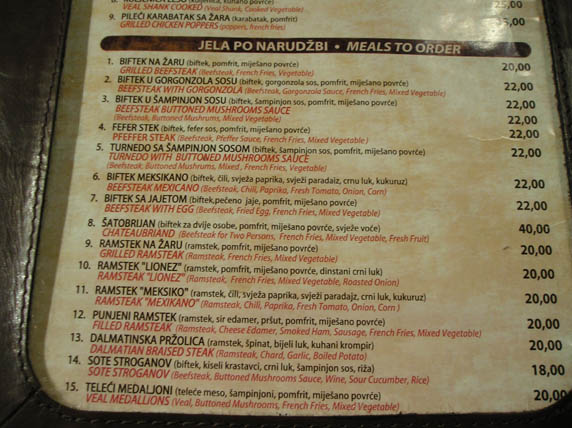 VEAL SHANK COOKED (Veal Shank, Cooked Vegetable) 25,00
9. PILEĆI KARABATAK SA ŽARA (karabatak, pomfrit)
GRILLED CHICKEN POPPERS (poppers, french fries)
JELA PO NARUDŽBI • MEALS TO ORDER
1. BIFTEK NA ŽARU (biftek, pomfrit, miješano povrće) 20,00
GRILLED BEEFSTEAK (Beefsteak, French Fries, Vegetable)
2. BIFTEK U GORGONZOLA SOSU (biftek, gorgonzola sos, pomfrit, miješano povrće) 22,00
BEEFSTEAK WITH GORGONZOLA (Beefsteak, Gorgonzola Sauce, French Fries, Mixed Vegetable)
3. BIFTEK U ŠAMPINJON SOSU (biftek, šampinjon sos, pomfrit, miješano povrće) 22,00
BEEFSTEAK BUTTONED MUSHROOMS SAUCE
(Beefsteak, Buttoned Mushrums, Mixed Vegetable) 22,00
4. FEFER STEK (biftek, fefer sos, pomfrit, miješano povrće) 22,00
PFEFFER STEAK (Beefsteak, Pfeffer Sauce, French Fries, Mixed Vegetable)
5. TURNEDO SA ŠAMPINJON SOSOM (biftek, šampinjon sos, pomfrit, miješano povrće) 22,00
TURNEDO WITH BUTTONED MUSHROOMS SAUCE
(Beefsteak, Buttoned Mushrums, Mixed, French Fries, Vegetable)
6. BIFTEK MEKSIKANO (biftek, čili, svježa paprika, svježi paradajz, crni luk, kukuruz) 22,00
BEEFSTEAK MEXICANO (Beefsteak, Chili, Paprika, Fresh Tomato, Onion, Corn)
7. BIFTEK SA JAJETOM (biftek,pečeno jaje,pomfrit, miješano povrće) 22,00
BEEFSTEAK WITH EGG (Beefsteak, Fried Egg, French Fries, Mixed Vegetable)
8. ŠATOBRIJAN (biftek za dvije osobe, pomfrit, miješano povrće, svježe voće) 40,00
CHATEAUBRIAND (Beefsteak for Two Persons, French Fries, Mixed Vegetable, Fresh Fruit)
9. RAMSTEK NA ŽARU (ramstek, pomfrit, miješano povrće) 20,00
GRILLED RAMSTEAK (Ramsteak, French Fries, Mixed Vegetable)
10. RAMSTEK "LIONEZ" (ramstek, pomfrit, miješano povrće, dinstani crni luk) 20,00
RAMSTEAK "LIONEZ" (Ramsteak, French Fries, Mixed Vegetable, Roasted Onion)
11. RAMSTEK "MEKSIKO" (ramstek, čili, svježa paprika, svježi paradajz, crni luk, kukuruz) 20,00
RAMSTEAK "MEXIKANO" (Ramsteak, Chili, Paprika, Fresh Tomato, Onion, Corn )
12. PUNJENI RAMSTEK (ramstek, sir edamer, pršut, pomfrit, miješano povrće) 20,00
FILLED RAMSTEAK (Ramsteak, Cheese Edamer, Smoked Ham, Sausage, French Fries, Mixed Vegetable)
13. DALMATINSKA PRŽOLICA (ramstek, špinat, bijeli luk, kuhani krompir) 20,00
DALMATIAN BRAISED STEAK (Ramsteak, Chard, Garlic, Boiled Potato)
14. SOTE STROGANOV (biftek, kiseli krastavci, crni luk, šampinjon sos, riža) 18,00
SOTE STROGANOV (Beefsteak, Buttoned Mushrooms Sauce, Wine, Sour Cucumber, Rice)
15. TELEĆI MEDALJONI (teleće meso, šampinjoni, pomfrit, miješano povrće) 20,00
VEAL MEDALLIONS (Veal, Buttoned Mushrooms, French Fries, Mixed Vegetable)